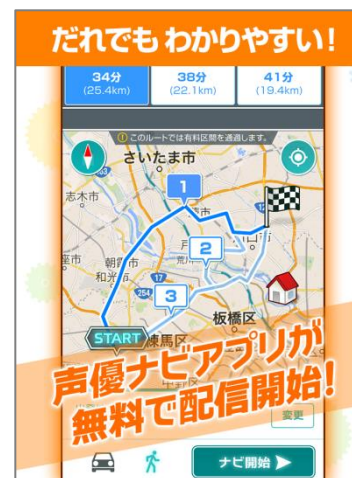 だれでも わかりやすい！
34分
(25.4km)
38分
(22.1km)
41分
(19.4km)
このルートでは有料区間を通過します。
さいたま市
志木市
1
2
朝霞市
和光市
17
254
3
板橋区
START
練馬区
声優ナビアプリが
無料で配信開始！
変更
ナビ開始